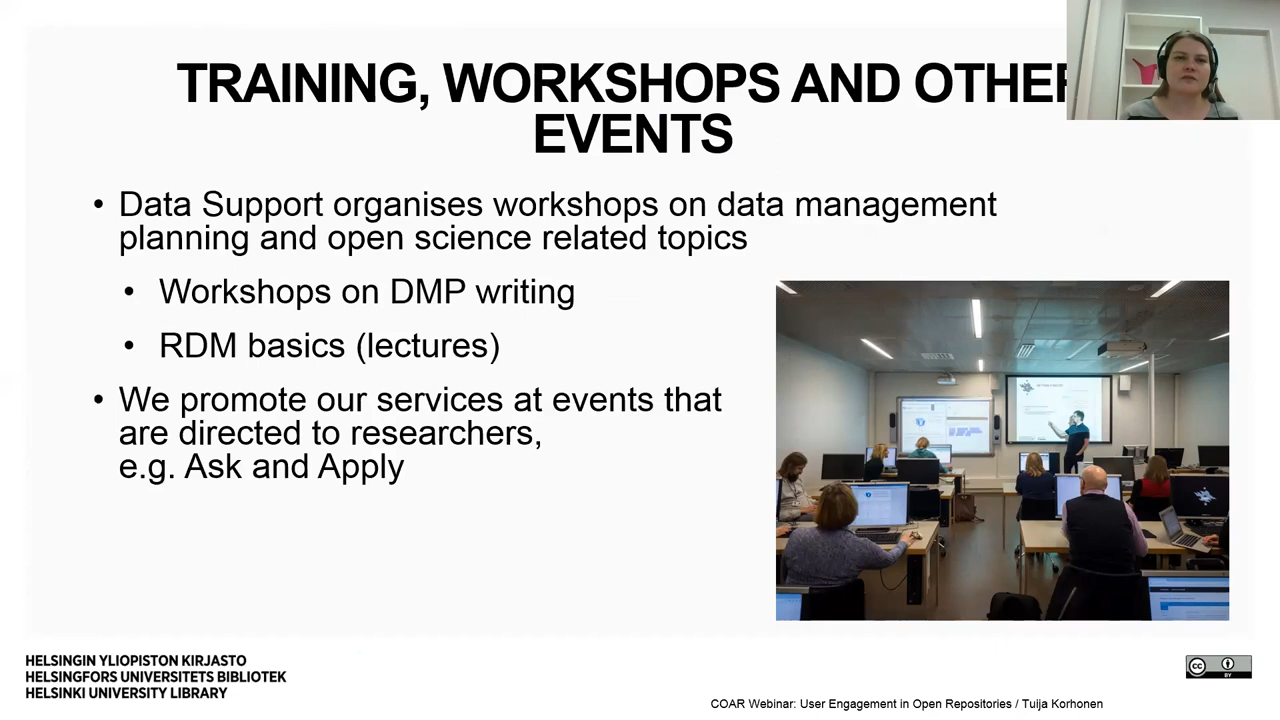 TRAINING, WORKSHOPS AND OTHER
EVENTS
• Data Support organises workshops on data management
planning and open science related topics
• Workshops on DMP writing
• RDM basics (lectures)
• We promote our services at events that
are directed to researchers,
e.g. Ask and Apply
HELSINGIN YLIOPISTON KIRJASTO
HELSINGFORS UNIVERSITETS BIBLIOTEK
HELSINKI UNIVERSITY LIBRARY
CC
BY
COAR Webinar: User Engagement in Open Repositories / Tuija Korhonen